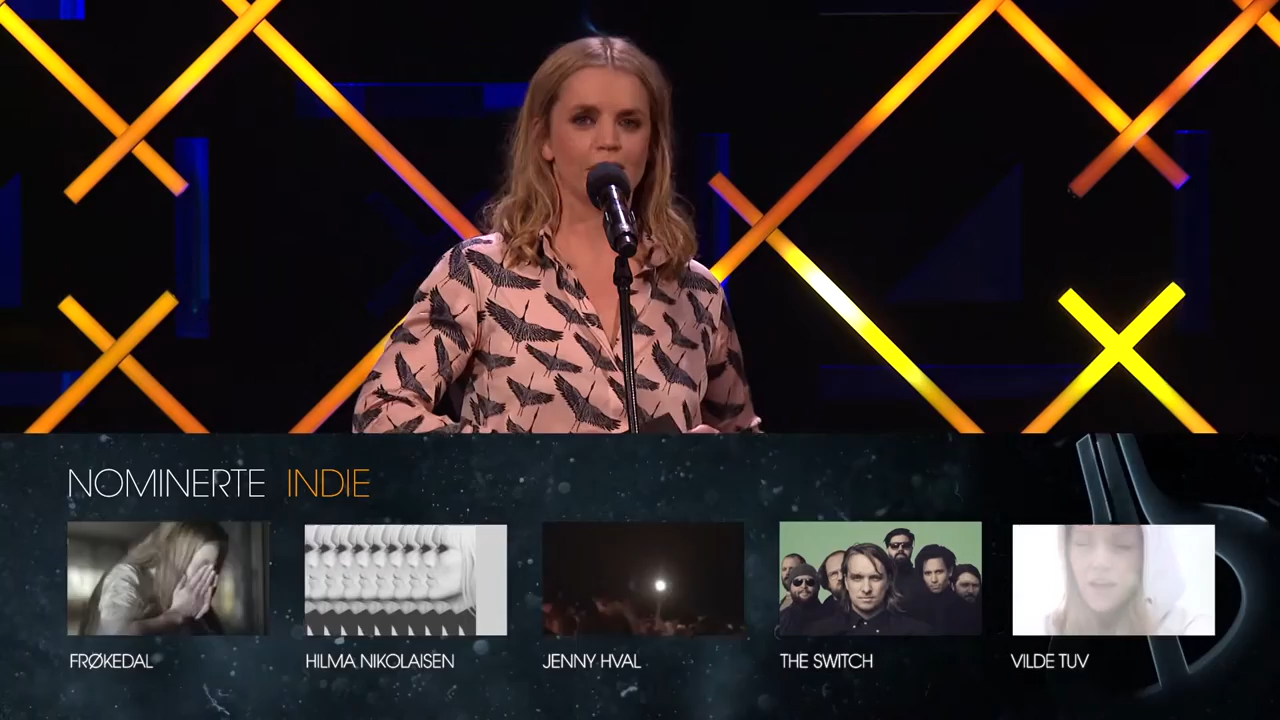 NOMINERTE INDIE
FRØKEDAL
HILMA NIKOLAISEN
JENNY HVAL
THE SWITCH
VILDE TUV